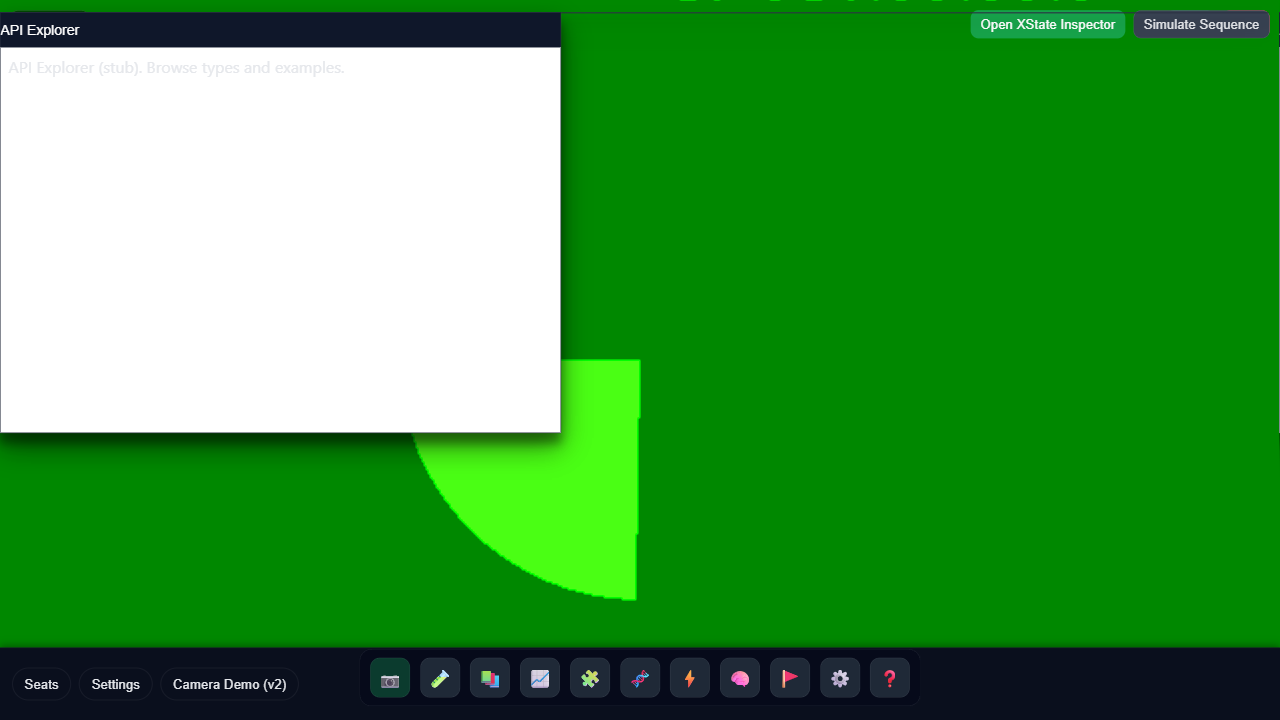 API Explorer
Open XState Inspector
Simulate Sequence
API Explorer (stub). Browse types and examples.
Seats
Settings
Camera Demo (v2)